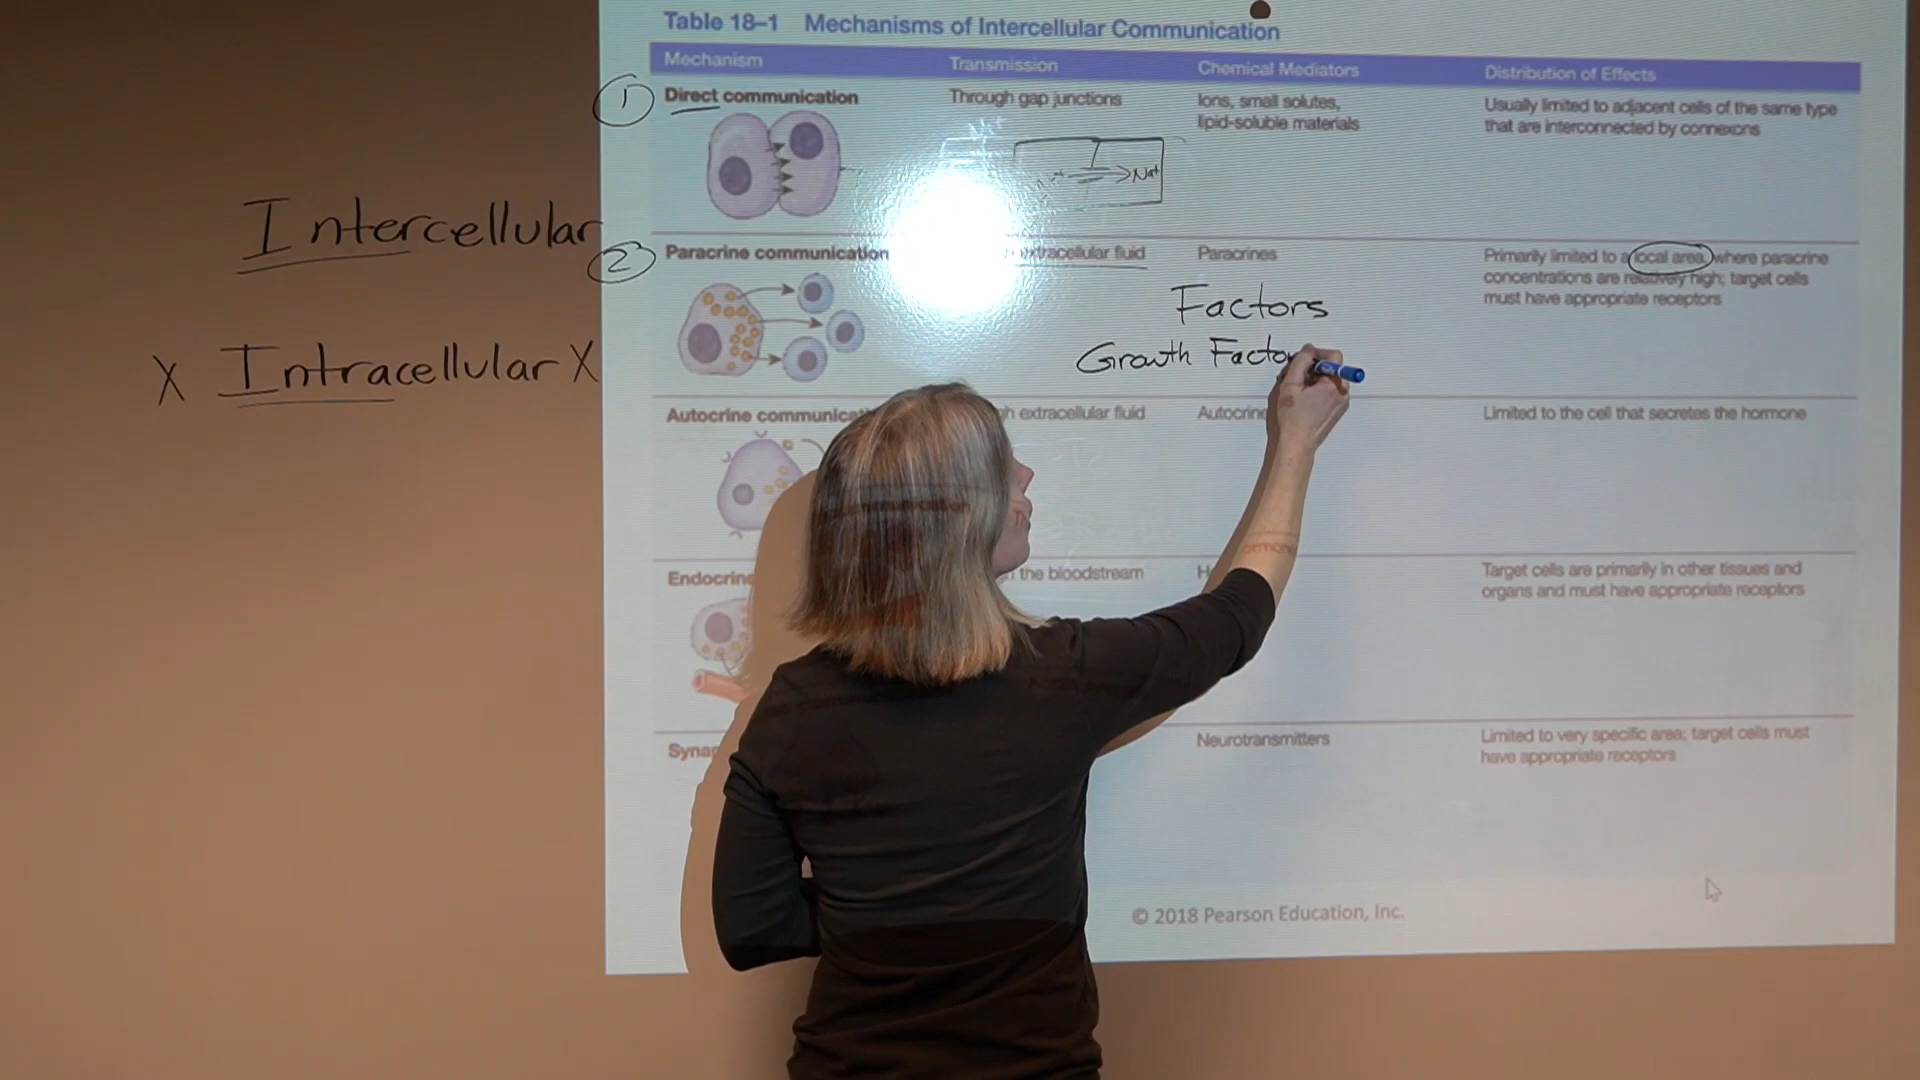 Table 18–1 Mechanisms of Intercellular Communication
Mechanism Transmission Chemical Mediators Distribution of Effects
1 Direct communication Through gap junctions Ions, small solutes, Usually limited to adjacent cells of the same type
lipid-soluble materials that are interconnected by connexons
Na+
Intercellular
2 Paracrine communication extracellular fluid Paracrines Primarily limited to a local area, where paracrine
concentrations are relatively high; target cells
must have appropriate receptors
Factors
Growth Factor
X Intracellular X
Autocrine extracellular fluid Limited to the cell that secretes the hormone
Endocrine the bloodstream Target cells are primarily in other tissues and
organs and must have appropriate receptors
Neurotransmitters Limited to very specific area; target cells must
have appropriate receptors
© 2018 Pearson Education, Inc.